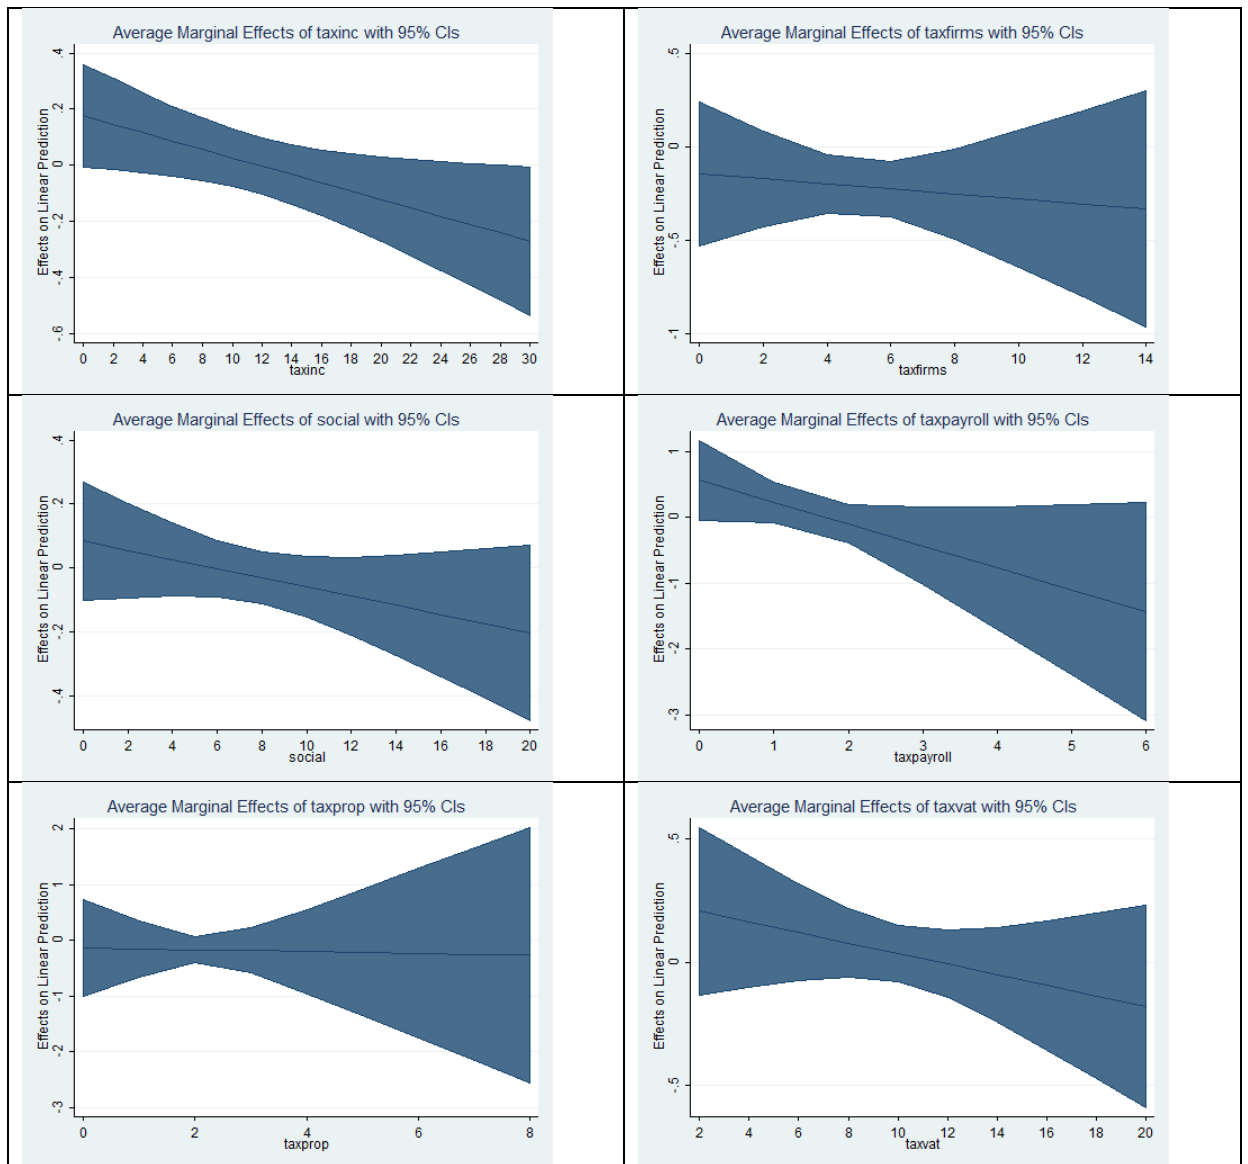 Average Marginal Effects of taxinc with 95% CIs
Effects on Linear Prediction
.4
.2
0
-.2
-.4
-.6
0 2 4 6 8 10 12 14 16 18 20 22 24 26 28 30
taxinc
Average Marginal Effects of taxfirms with 95% CIs
Effects on Linear Prediction
.5
0
-.5
-1
0 2 4 6 8 10 12 14
taxfirms
Average Marginal Effects of social with 95% CIs
Effects on Linear Prediction
.4
.2
0
-.2
-.4
0 2 4 6 8 10 12 14 16 18 20
social
Average Marginal Effects of taxpayroll with 95% CIs
Effects on Linear Prediction
1
0
-1
-2
-3
0 1 2 3 4 5 6
taxpayroll
Average Marginal Effects of taxprop with 95% CIs
Effects on Linear Prediction
2
1
0
-1
-2
-3
0 2 4 6 8
taxprop
Average Marginal Effects of taxvat with 95% CIs
Effects on Linear Prediction
.5
0
-.5
2 4 6 8 10 12 14 16 18 20
taxvat